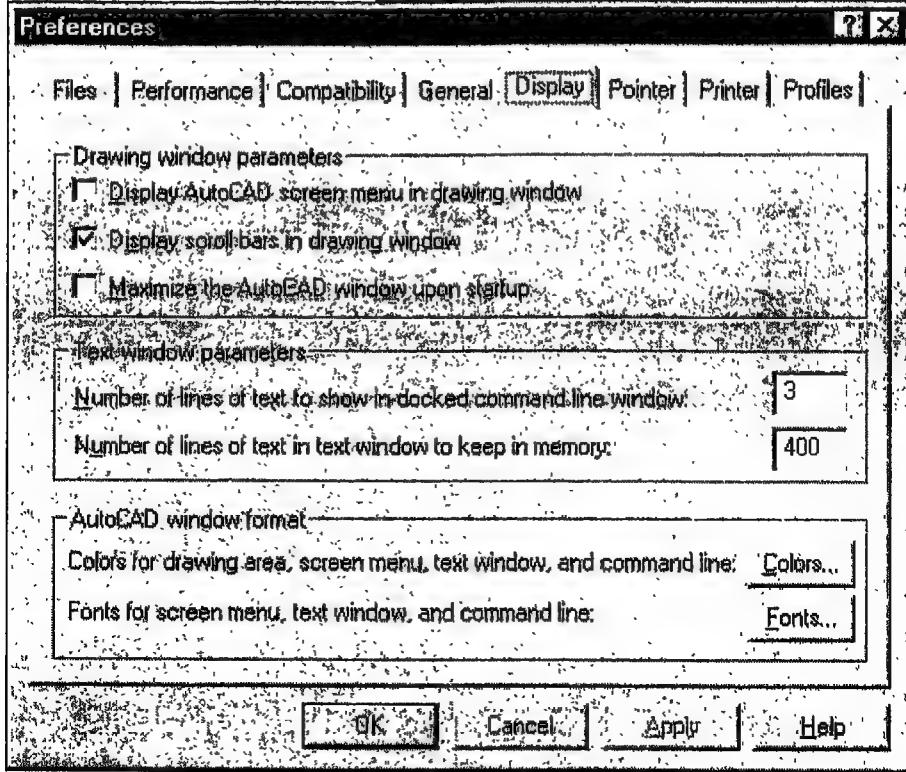 Preferences ? X
Files Performance Compatibility General Display Pointer Printer Profiles
Drawing window parameters
Display AutoCAD screen menu in drawing window
Display scroll bars in drawing window
Maximize the AutoCAD window upon startup
Text window parameters
Number of lines of text to show in docked command line window: 3
Number of lines of text in text window to keep in memory: 400
AutoCAD window format
Colors for drawing area, screen menu, text window, and command line: Colors...
Fonts for screen menu, text window, and command line: Fonts...
OK Cancel Apply Help